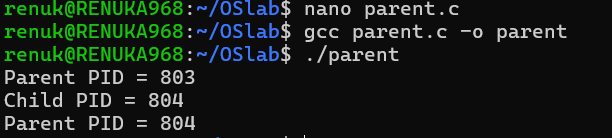 renuk@RENUKA968:~/OSlab$ nano parent.c
renuk@RENUKA968:~/OSlab$ gcc parent.c -o parent
renuk@RENUKA968:~/OSlab$ ./parent
Parent PID = 803
Child PID = 804
Parent PID = 804